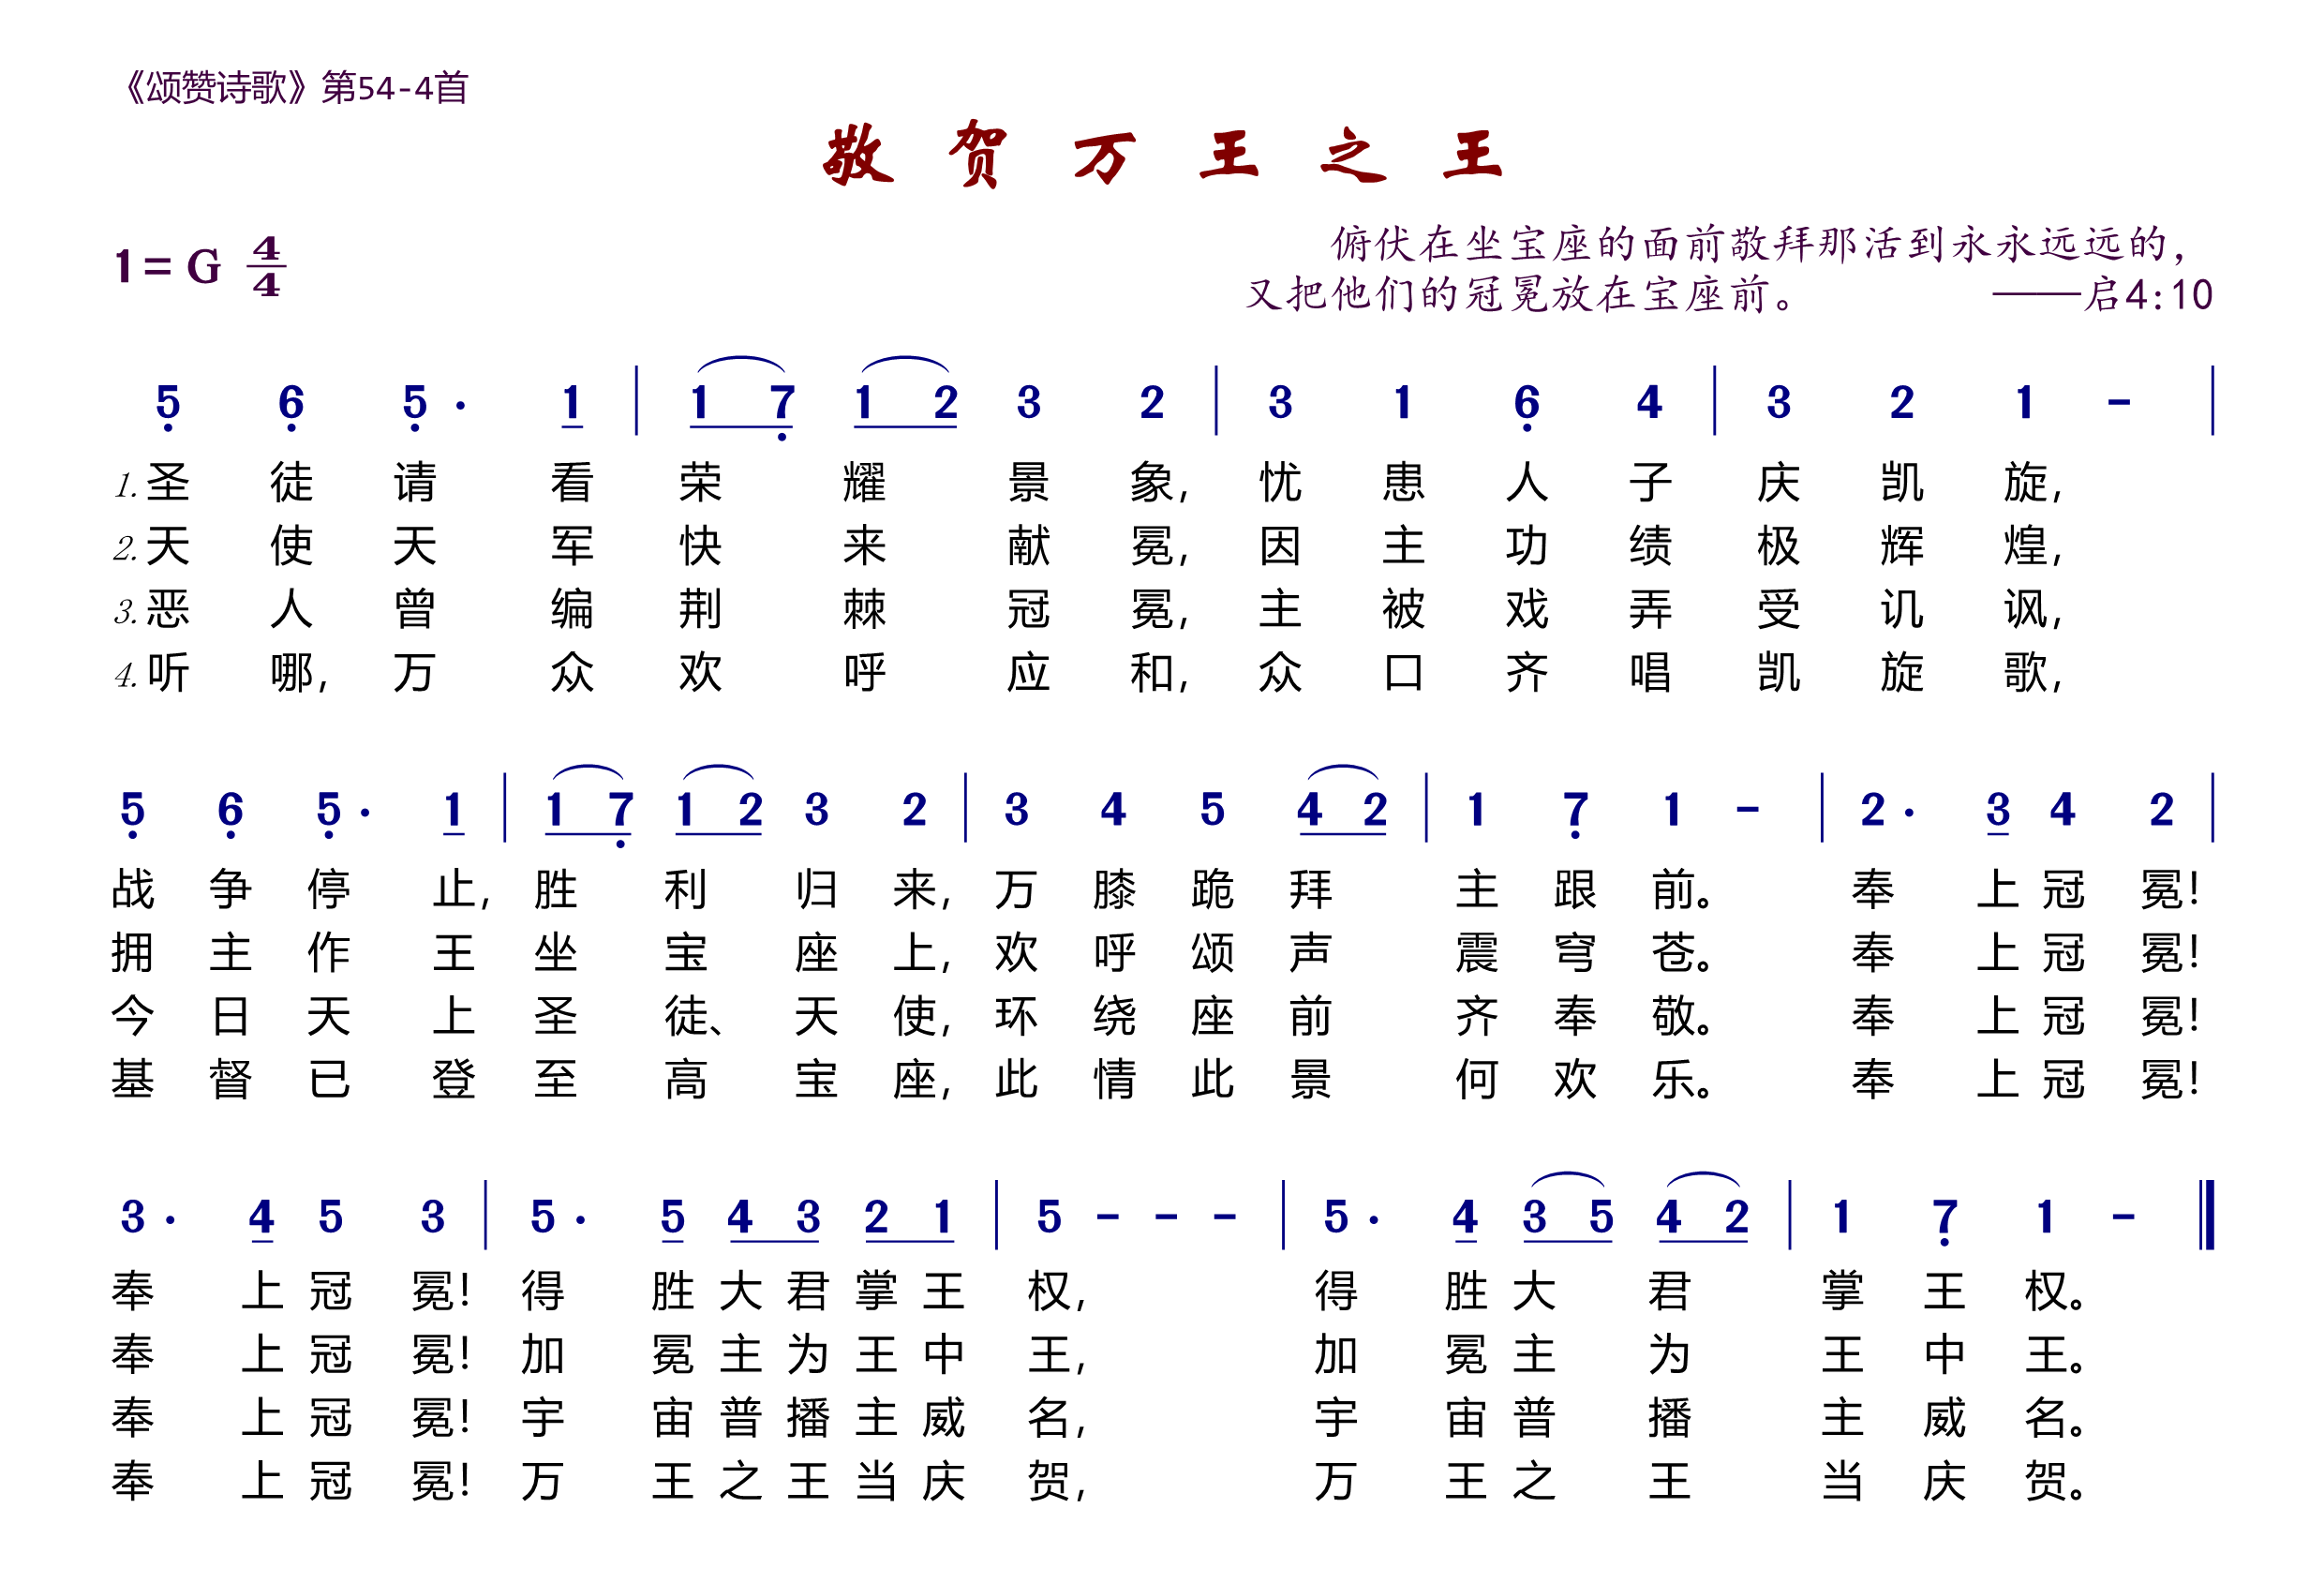 《颂赞诗歌》第54-4首
敬贺万王之王
1=G 4/4
俯伏在坐宝座的面前敬拜那活到永永远远的，
又把他们的冠冕放在宝座前。 ——启4:10
5̣ 6̣ 5̣· 1 | 1 7̣ 1 2 3 2 | 3 1 6̣ 4 | 3 2 1 - |
1.圣徒请看荣耀景象，忧患人子庆凯旋，
2.天使天军快来献冕，因主功绩极辉煌，
3.恶人曾编荆棘冠冕，主被戏弄受讥讽，
4.听哪，万众欢呼应和，众口齐唱凯旋歌，
5̣ 6̣ 5̣· 1 | 1 7̣ 1 2 3 2 | 3 4 5 4 2 | 1 7̣ 1 - | 2· 3 4 2 |
战争停止，胜利归来，万膝跪拜主跟前。奉上冠冕！
拥主作王坐宝座上，欢呼颂声震穹苍。奉上冠冕！
今日天上圣徒、天使，环绕座前齐奉敬。奉上冠冕！
基督已登至高宝座，此情此景何欢乐。奉上冠冕！
3· 4 5 3 | 5· 5 4 3 2 1 | 5 - - - | 5· 4 3 5 4 2 | 1 7̣ 1 - ‖
奉上冠冕！得胜大君掌王权，得胜大君掌王权。
奉上冠冕！加冕主为王中王，加冕主为王中王。
奉上冠冕！宇宙普播主威名，宇宙普播主威名。
奉上冠冕！万王之王当庆贺，万王之王当庆贺。